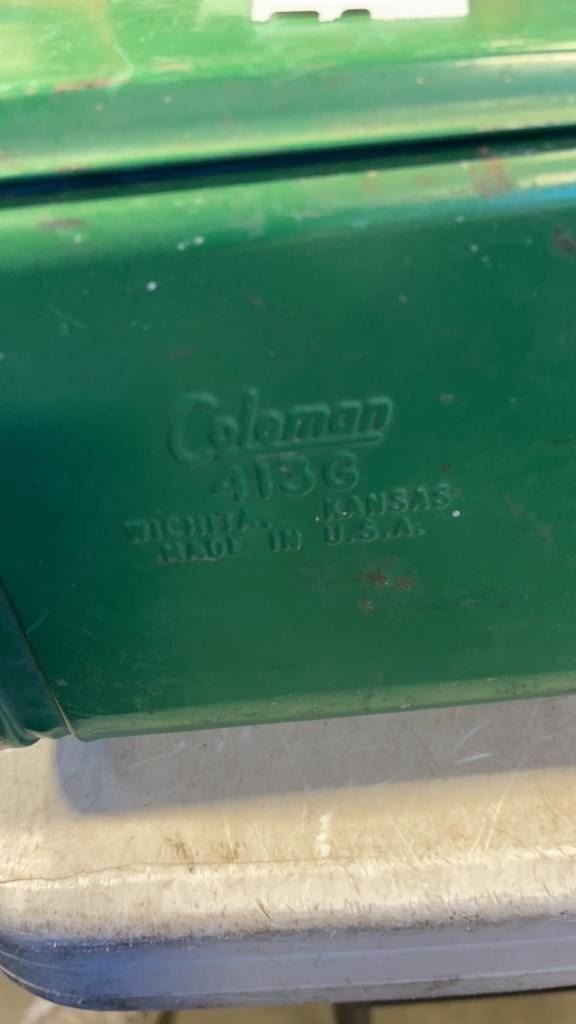 Coleman
413G
WICHITA, KANSAS
MADE IN U.S.A.